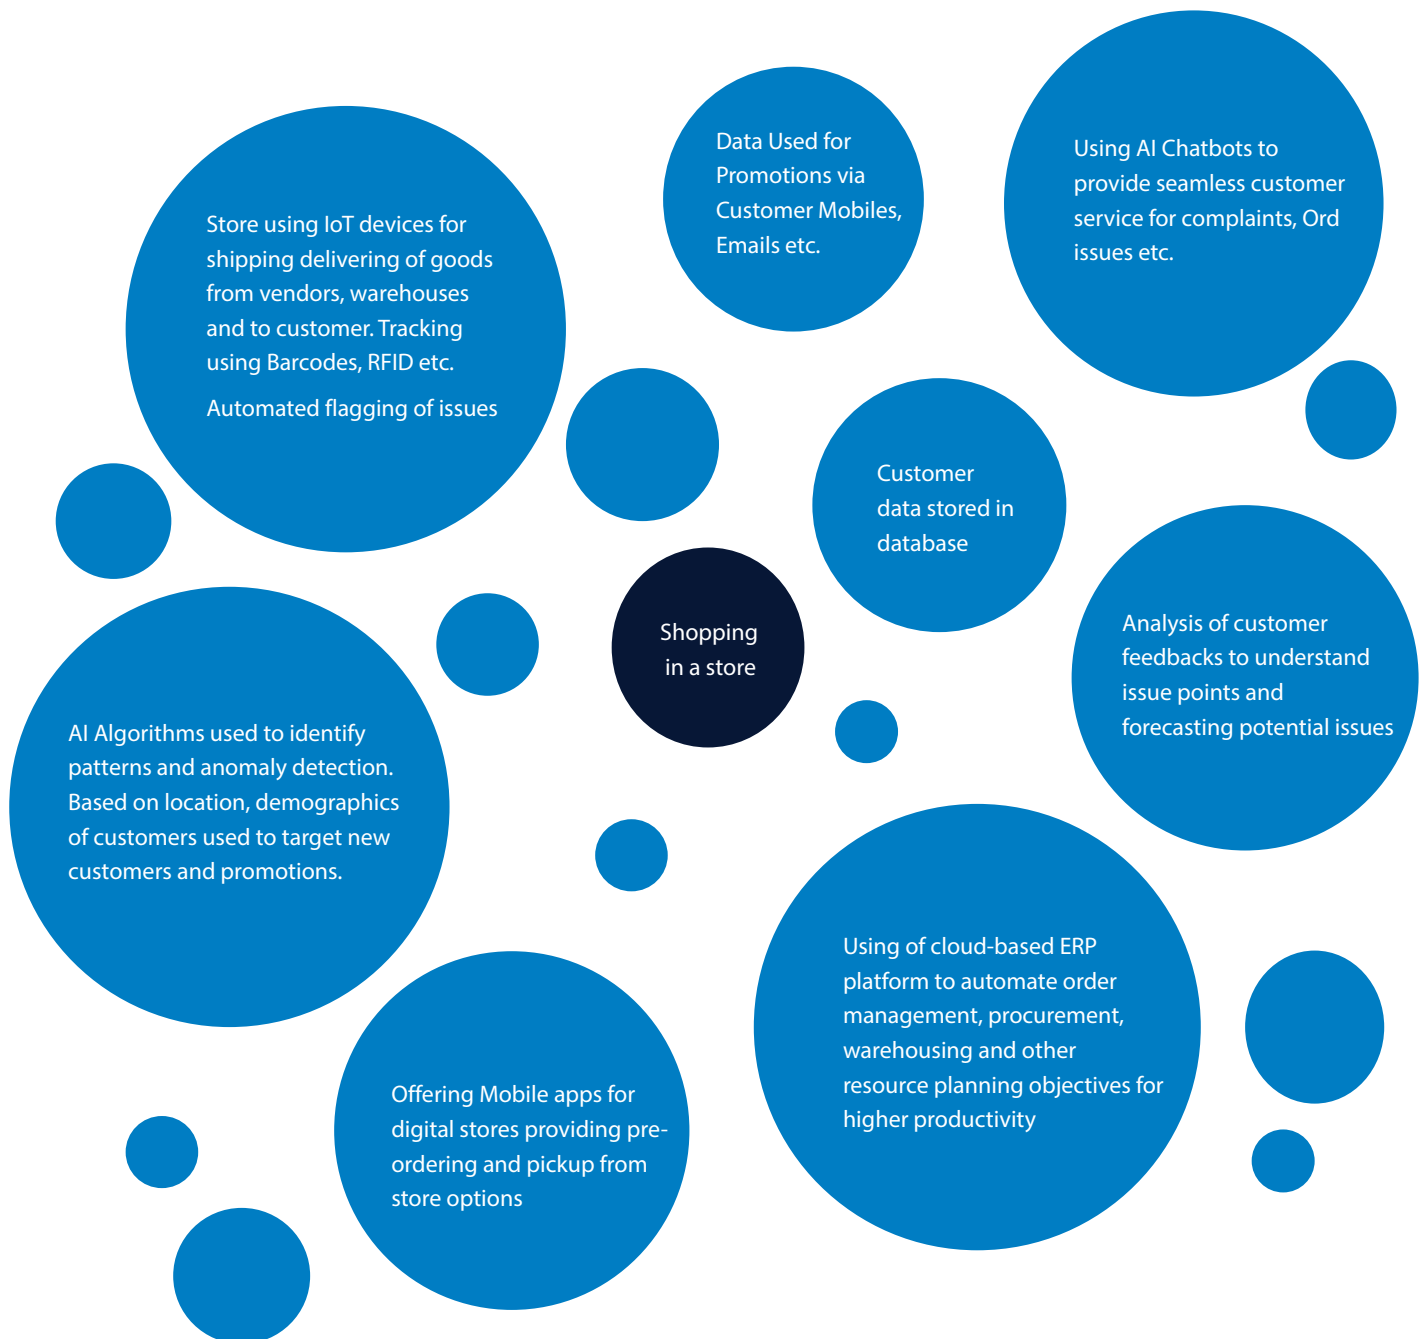 Data Used for
Promotions via
Customer Mobiles,
Emails etc.
Using AI Chatbots to
provide seamless customer
service for complaints, Ord
issues etc.
Store using IoT devices for
shipping delivering of goods
from vendors, warehouses
and to customer. Tracking
using Barcodes, RFID etc.
Automated flagging of issues
Customer
data stored in
database
Shopping
in a store
Analysis of customer
feedbacks to understand
issue points and
forecasting potential issues
AI Algorithms used to identify
patterns and anomaly detection.
Based on location, demographics
of customers used to target new
customers and promotions.
Using of cloud-based ERP
platform to automate order
management, procurement,
warehousing and other
resource planning objectives for
higher productivity
Offering Mobile apps for
digital stores providing pre-
ordering and pickup from
store options